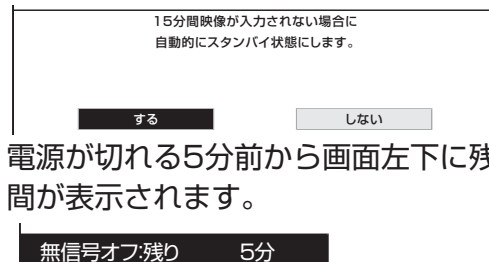 15分間映像が入力されない場合に
自動的にスタンバイ状態にします。
する しない
電源が切れる5分前から画面左下に残
間が表示されます。
無信号オフ:残り 5分